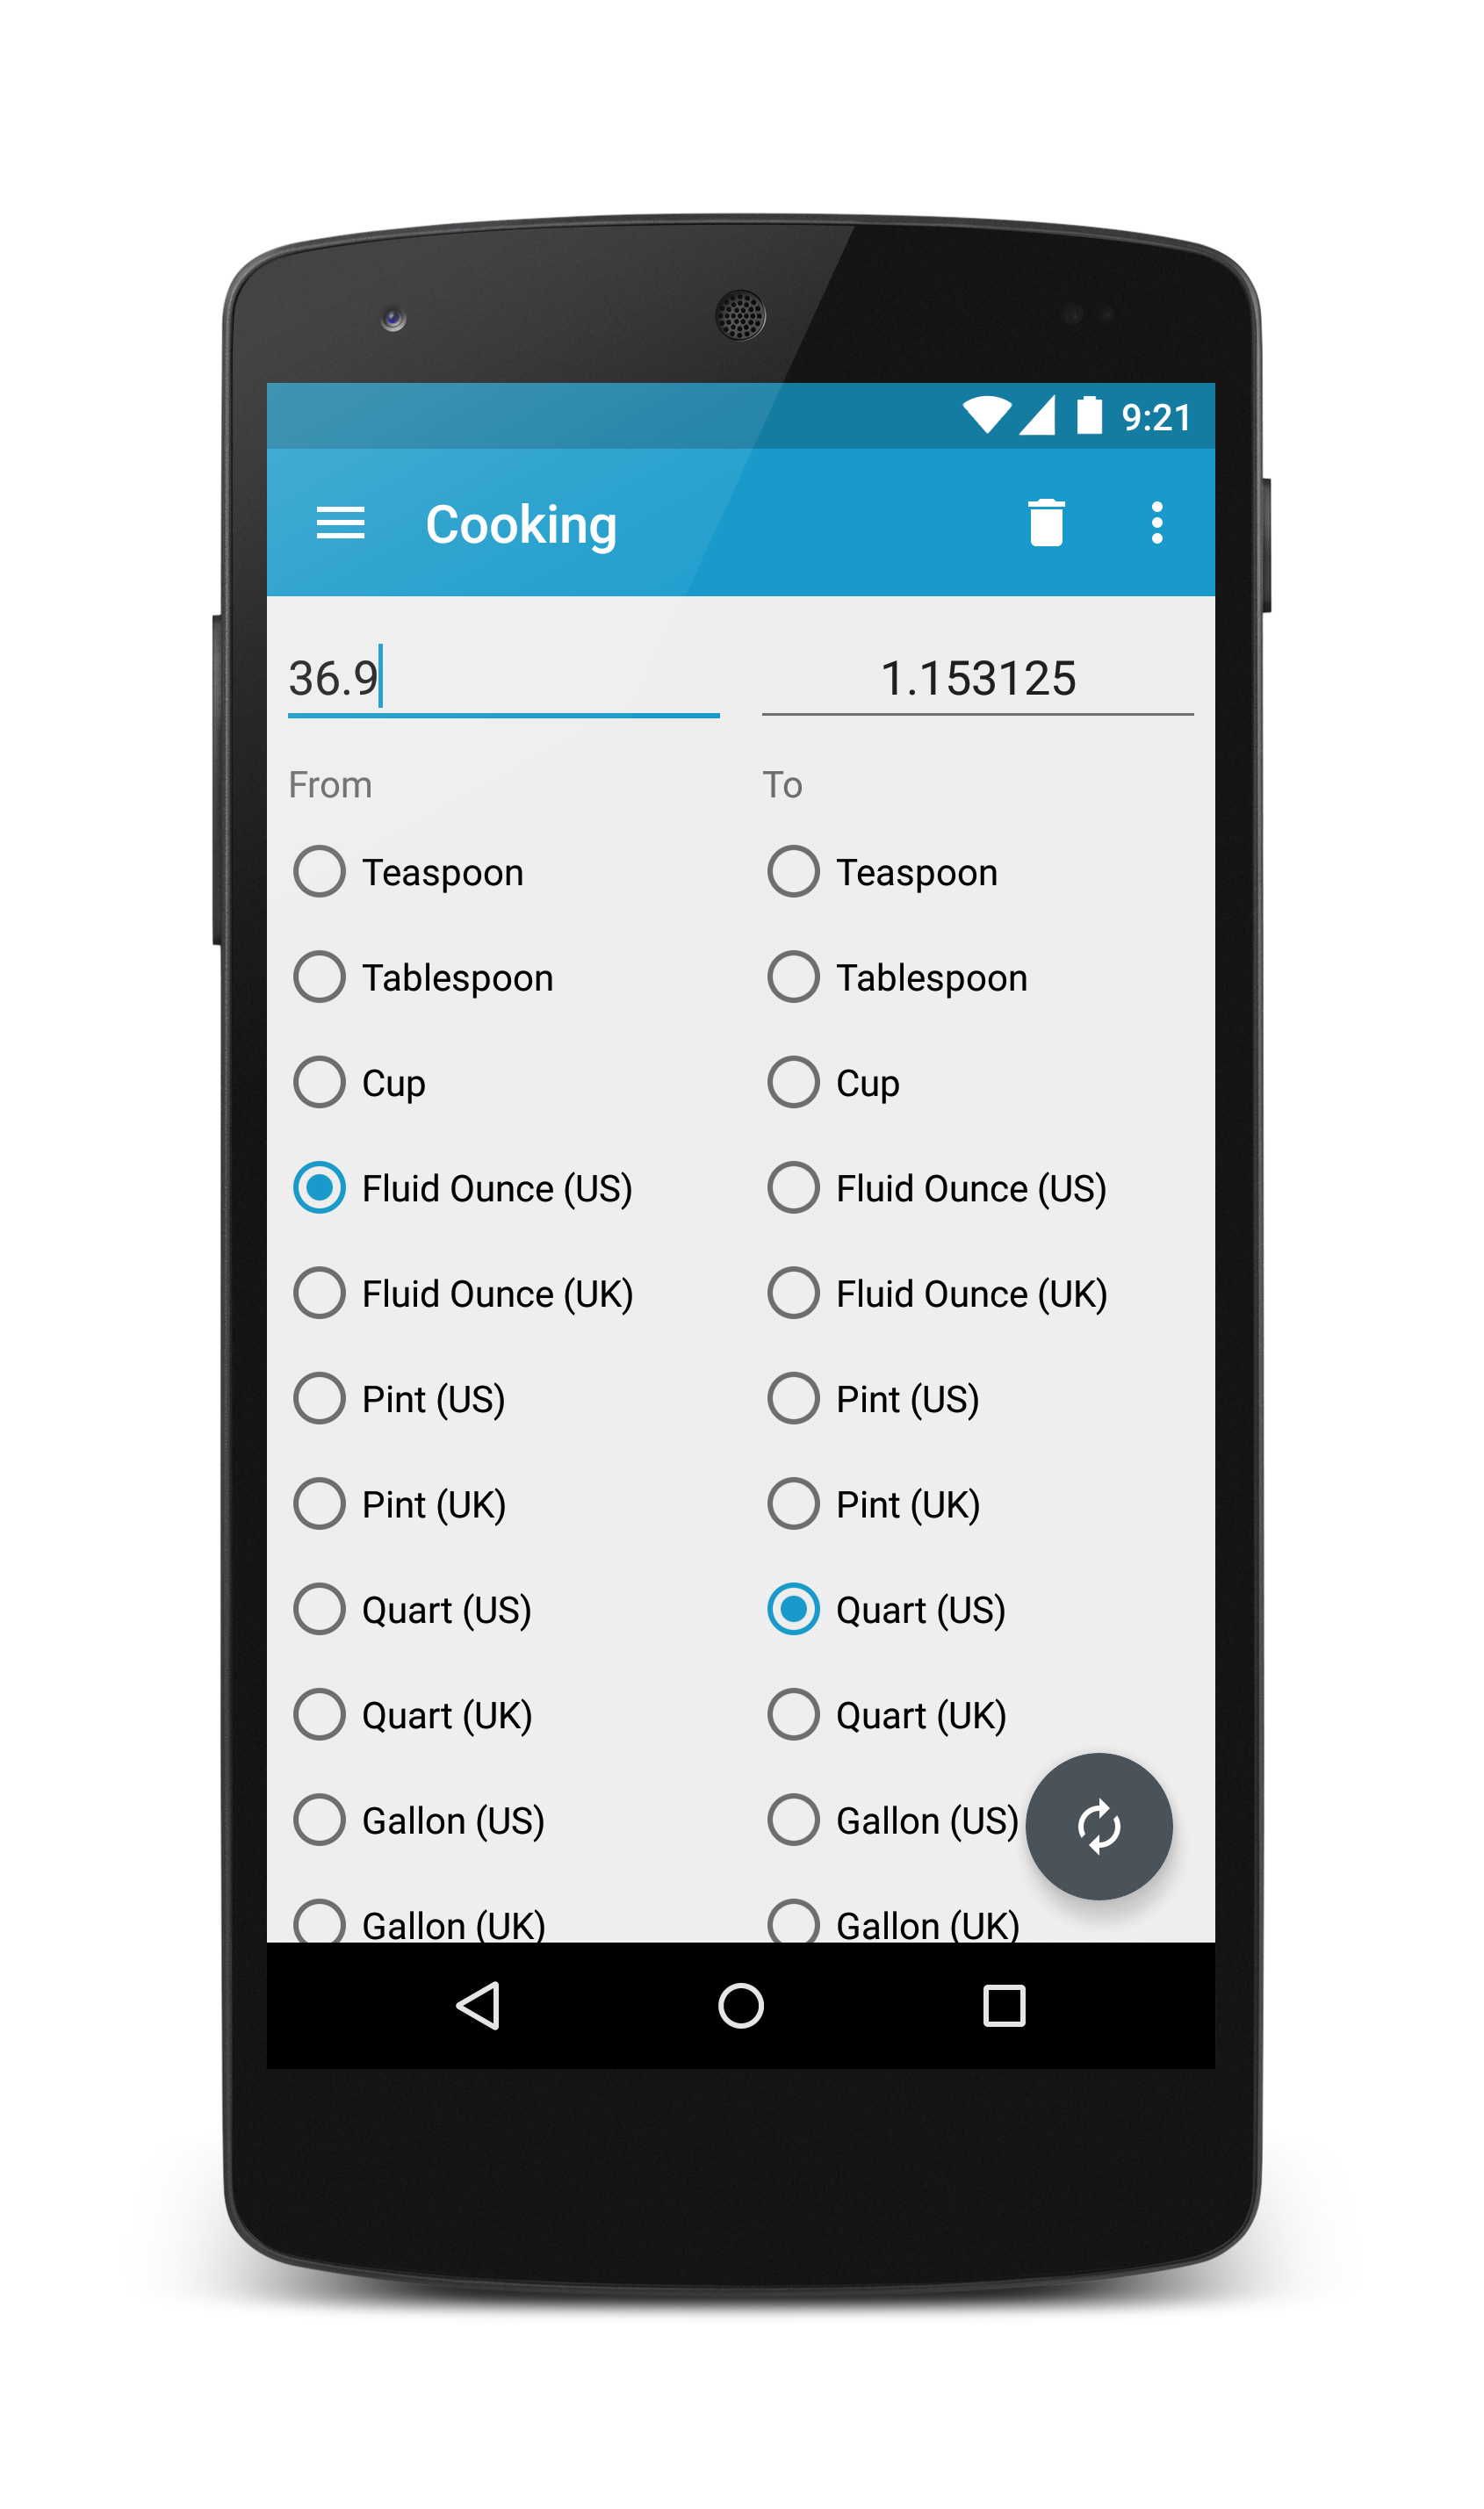 9:21
Cooking
36.9 1.153125
From To
Teaspoon Teaspoon
Tablespoon Tablespoon
Cup Cup
Fluid Ounce (US) Fluid Ounce (US)
Fluid Ounce (UK) Fluid Ounce (UK)
Pint (US) Pint (US)
Pint (UK) Pint (UK)
Quart (US) Quart (US)
Quart (UK) Quart (UK)
Gallon (US) Gallon (US)
Gallon (UK) Gallon (UK)